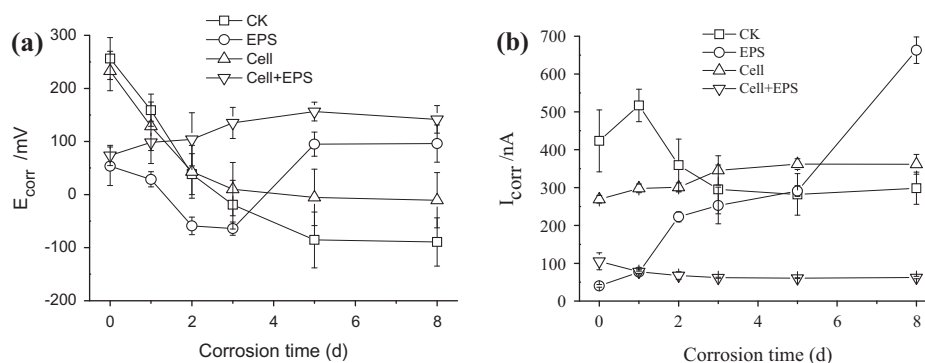 (a)
CK
EPS
Cell
Cell+EPS
300
200
100
0
-100
-200
E_corr /mV
0 2 4 6 8
Corrosion time (d)
(b)
CK
EPS
Cell
Cell+EPS
700
600
500
400
300
200
100
0
I_corr /nA
0 2 4 6 8
Corrosion time (d)